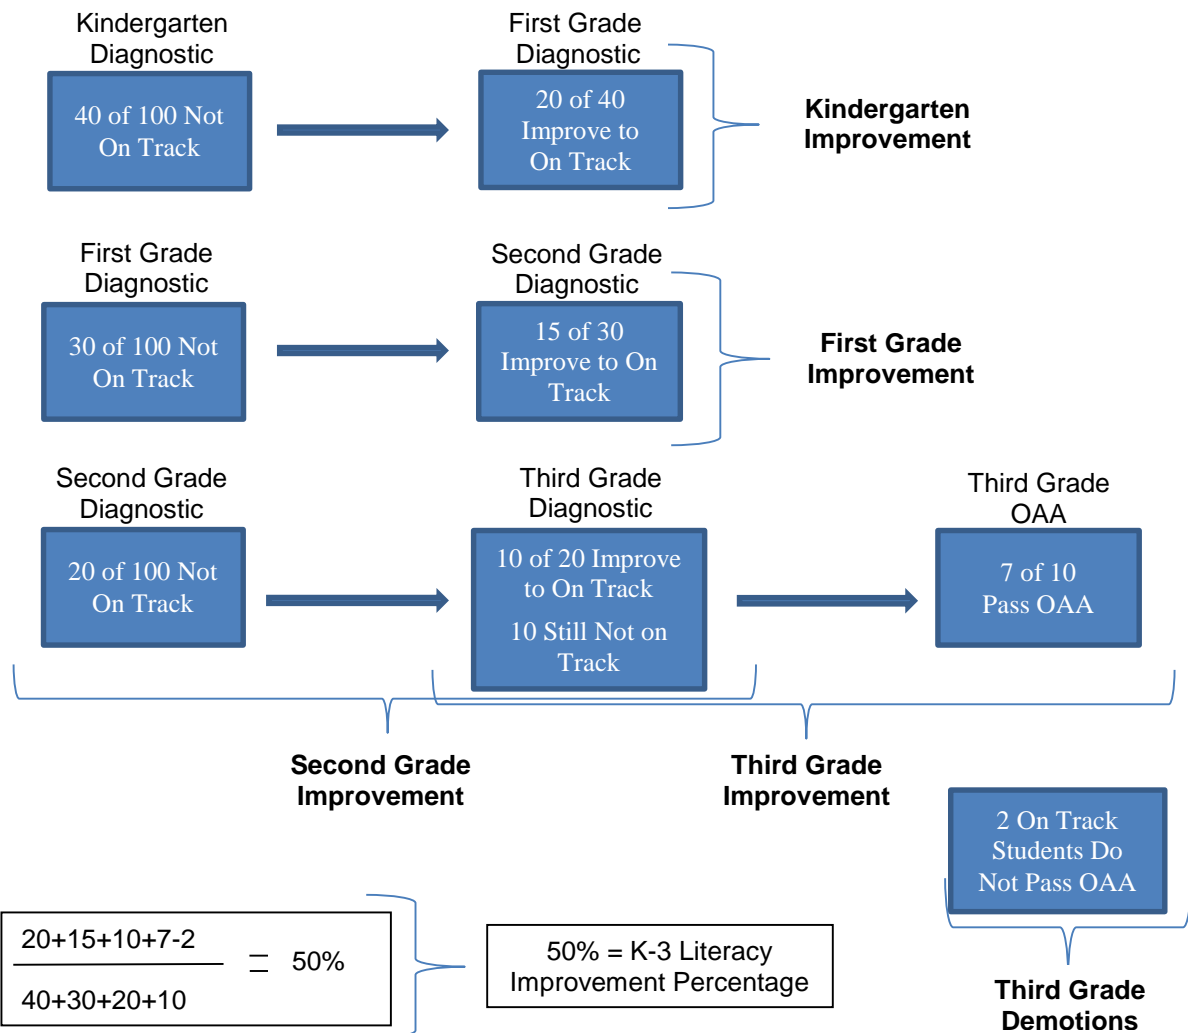 Kindergarten
Diagnostic
First Grade
Diagnostic
40 of 100 Not
On Track
20 of 40
Improve to
On Track
Kindergarten
Improvement
First Grade
Diagnostic
Second Grade
Diagnostic
30 of 100 Not
On Track
15 of 30
Improve to On
Track
First Grade
Improvement
Second Grade
Diagnostic
Third Grade
Diagnostic
Third Grade
OAA
20 of 100 Not
On Track
10 of 20 Improve
to On Track
10 Still Not on
Track
7 of 10
Pass OAA
Second Grade
Improvement
Third Grade
Improvement
2 On Track
Students Do
Not Pass OAA
20+15+10+7-2
= 50%
40+30+20+10
50% = K-3 Literacy
Improvement Percentage
Third Grade
Demotions